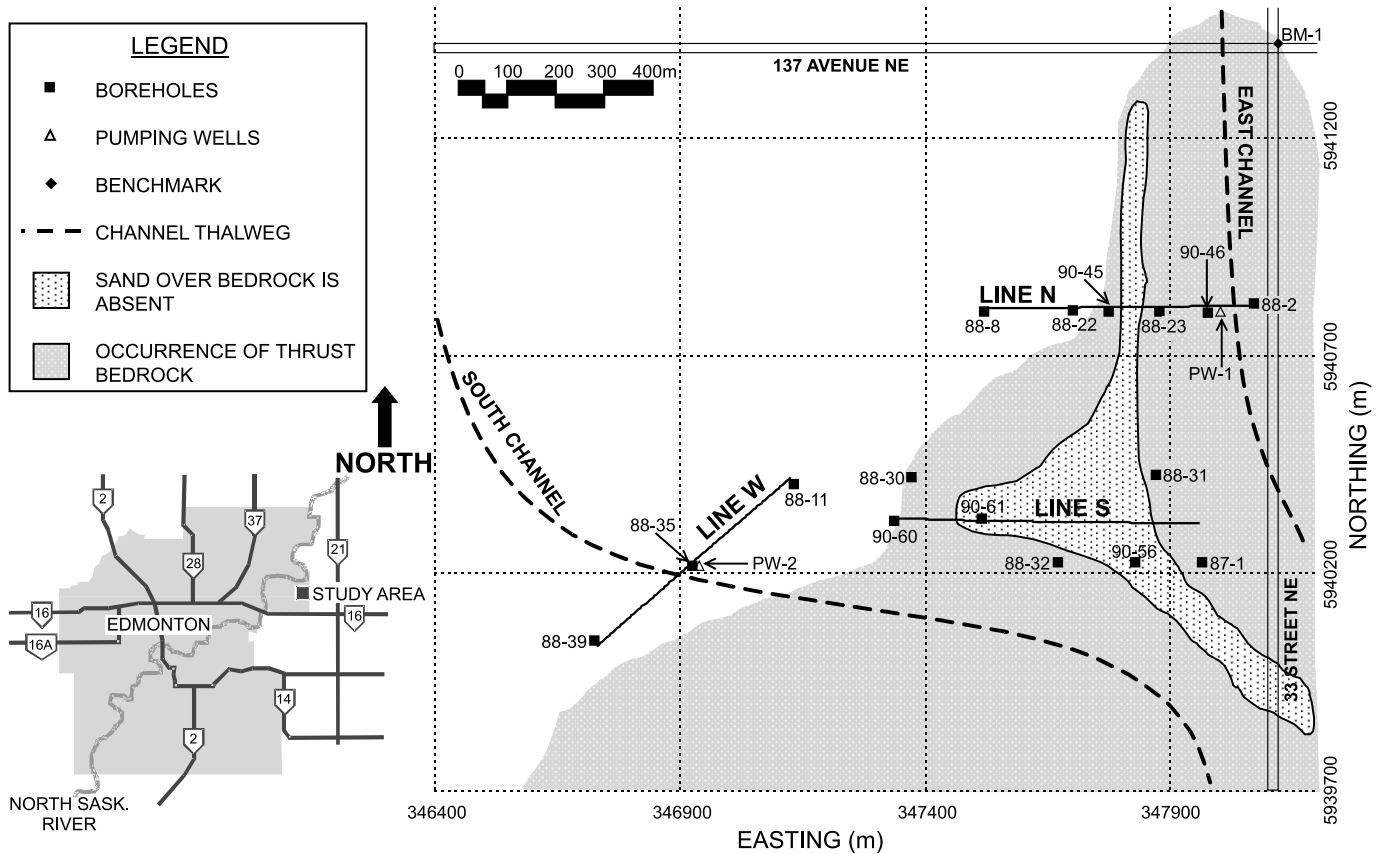 LEGEND
BOREHOLES
PUMPING WELLS
BENCHMARK
CHANNEL THALWEG
SAND OVER BEDROCK IS
ABSENT
OCCURRENCE OF THRUST
BEDROCK
NORTH
2
37
28
21
STUDY AREA
16
16
EDMONTON
16A
14
2
NORTH SASK.
RIVER
BM-1
137 AVENUE NE
0 100 200 300 400m
EAST CHANNEL
5941200
90-46
90-45
LINE N
88-2
88-8
88-22
88-23
PW-1
5940700
SOUTH CHANNEL
LINE W
88-11
88-30
88-31
90-61
LINE S
90-60
88-35
PW-2
88-32
90-56
87-1
5940200
88-39
33 STREET NE
5939700
NORTHING (m)
346400
346900
347400
347900
EASTING (m)